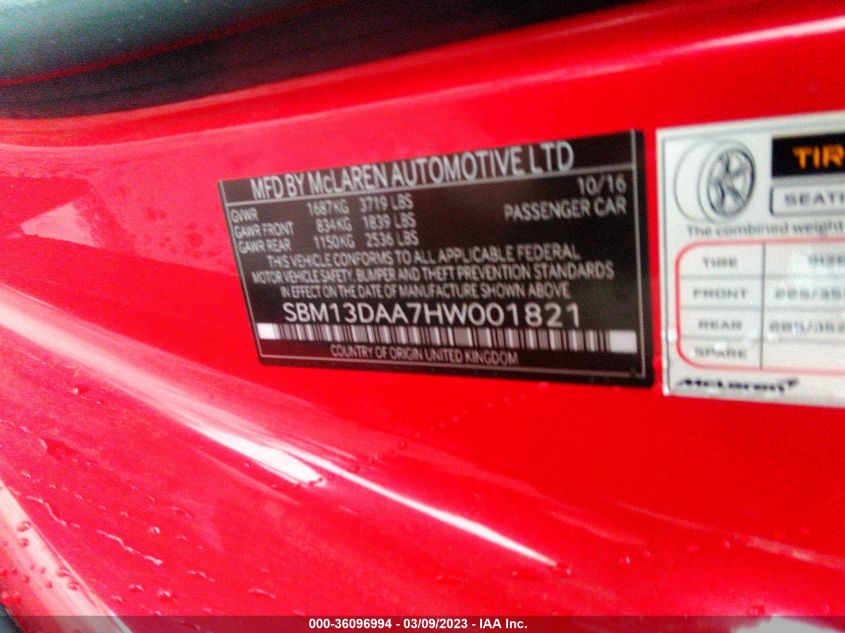 MFD BY McLAREN AUTOMOTIVE LTD
10/16
GVWR 1687KG 3719 LBS
GAWR FRONT 834KG 1839 LBS
PASSENGER CAR
GAWR REAR 1150KG 2536 LBS
THIS VEHICLE CONFORMS TO ALL APPLICABLE FEDERAL
MOTOR VEHICLE SAFETY, BUMPER AND THEFT PREVENTION STANDARDS
IN EFFECT ON THE DATE OF MANUFACTURE SHOWN ABOVE
SBM13DAA7HW001821
COUNTRY OF ORIGIN UNITED KINGDOM
TIR
SEATI
The combined weight
TIRE
FRONT
REAR
SPARE
McLaren
000-36096994 - 03/09/2023 - IAA Inc.